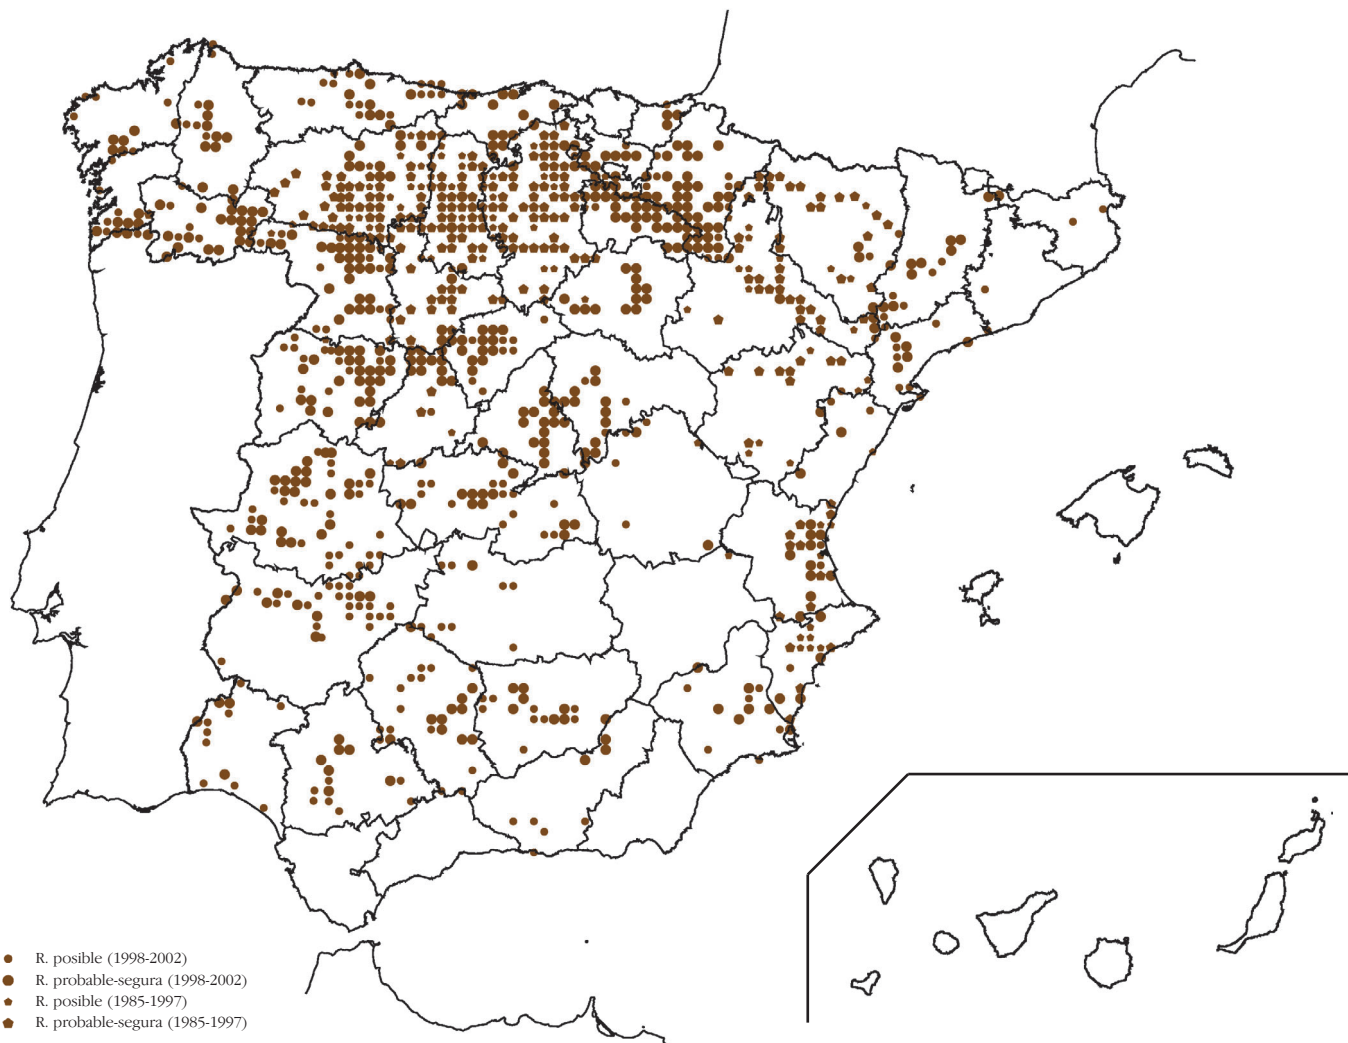 R. posible (1998-2002)
R. probable-segura (1998-2002)
R. posible (1985-1997)
R. probable-segura (1985-1997)